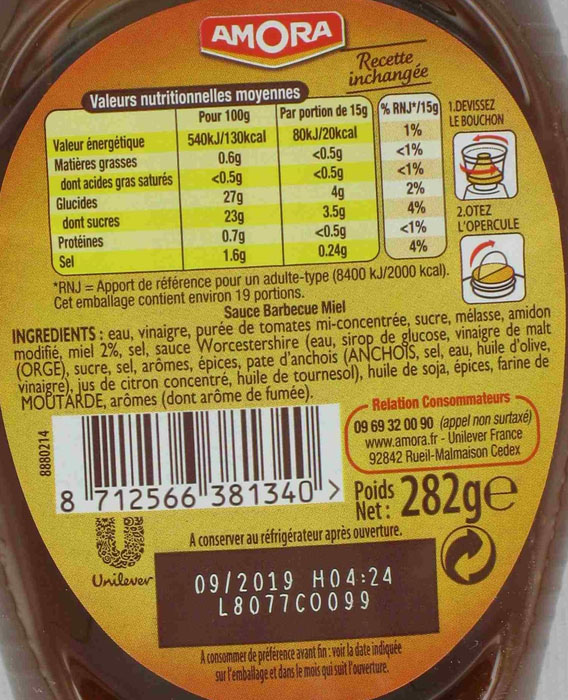 AMORA
Recette
inchangée
Valeurs nutritionnelles moyennes
Pour 100g Par portion de 15g % RNJ*/15g
Valeur énergétique 540kJ/130kcal 80kJ/20kcal 1%
Matières grasses 0.6g <0.5g <1%
dont acides gras saturés <0.5g <0.5g <1%
Glucides 27g 4g 2%
dont sucres 23g 3.5g 4%
Protéines 0.7g <0.5g <1%
Sel 1.6g 0.24g 4%
1.DEVISSEZ
LE BOUCHON
2.OTEZ
L'OPERCULE
*RNJ = Apport de référence pour un adulte-type (8400 kJ/2000 kcal).
Cet emballage contient environ 19 portions.
Sauce Barbecue Miel
INGREDIENTS : eau, vinaigre, purée de tomates mi-concentrée, sucre, mélasse, amidon
modifié, miel 2%, sel, sauce Worcestershire (eau, sirop de glucose, vinaigre de malt
(ORGE), sucre, sel, arômes, épices, pate d'anchois (ANCHOIS, sel, eau, huile d'olive,
vinaigre), jus de citron concentré, huile de tournesol), huile de soja, épices, farine de
MOUTARDE, arômes (dont arôme de fumée).
Relation Consommateurs
09 69 32 00 90 (appel non surtaxé)
www.amora.fr - Unilever France
92842 Rueil-Malmaison Cedex
8880214
8 712566 381340 >
Poids
Net : 282g e
A conserver au réfrigérateur après ouverture.
Unilever
09/2019 H04:24
L8077C0099
A consommer de préférence avant fin : voir la date indiquée
sur l'emballage et dans le mois qui suit l'ouverture.